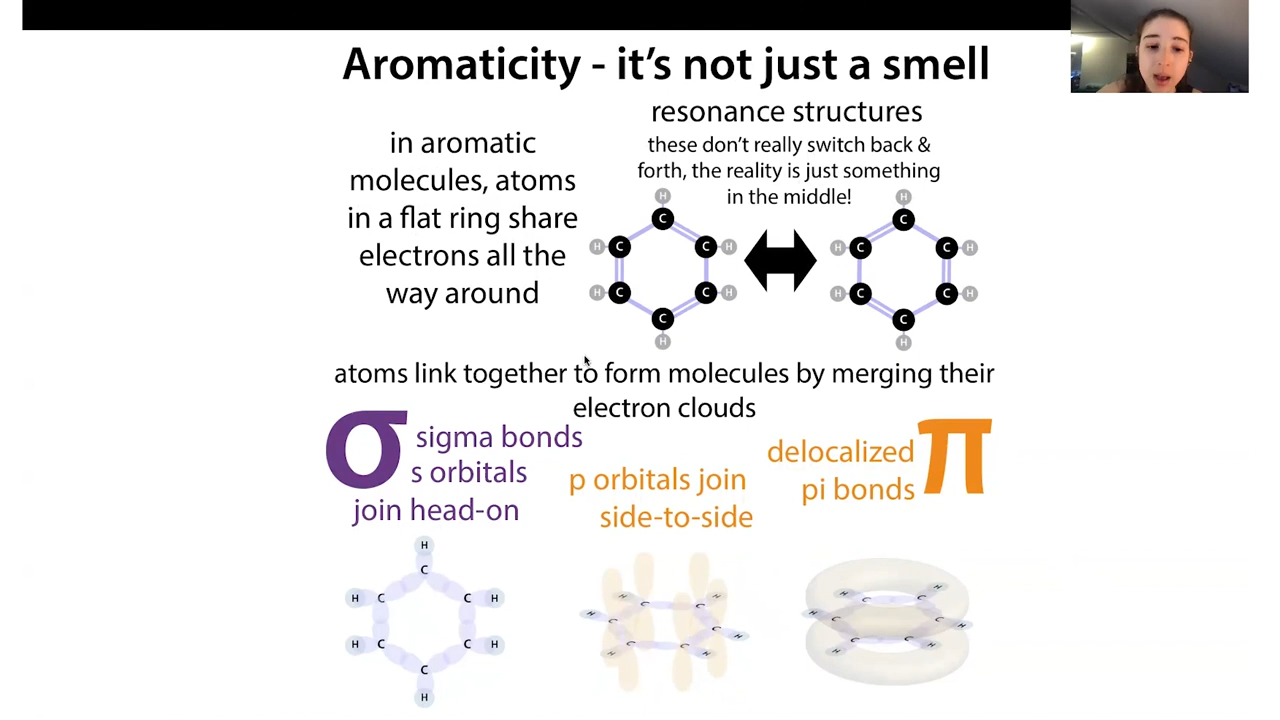 Aromaticity - it's not just a smell
in aromatic
molecules, atoms
in a flat ring share
electrons all the
way around
resonance structures
these don't really switch back &
forth, the reality is just something
in the middle!
H
C
H C C H
H C C H
C
H
H
C
H C C H
H C C H
C
H
atoms link together to form molecules by merging their
electron clouds
σ
sigma bonds
s orbitals
join head-on
p orbitals join
side-to-side
delocalized
pi bonds
π
H
C
H C C H
H C C H
C
H
H C C H
H C C H
H C C H
H C C H
H C C H
H C C H